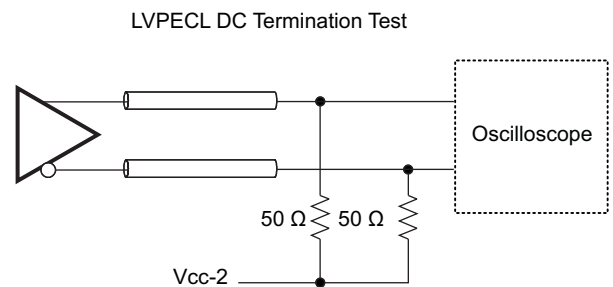 LVPECL DC Termination Test
Oscilloscope
50 Ω 50 Ω
Vcc-2